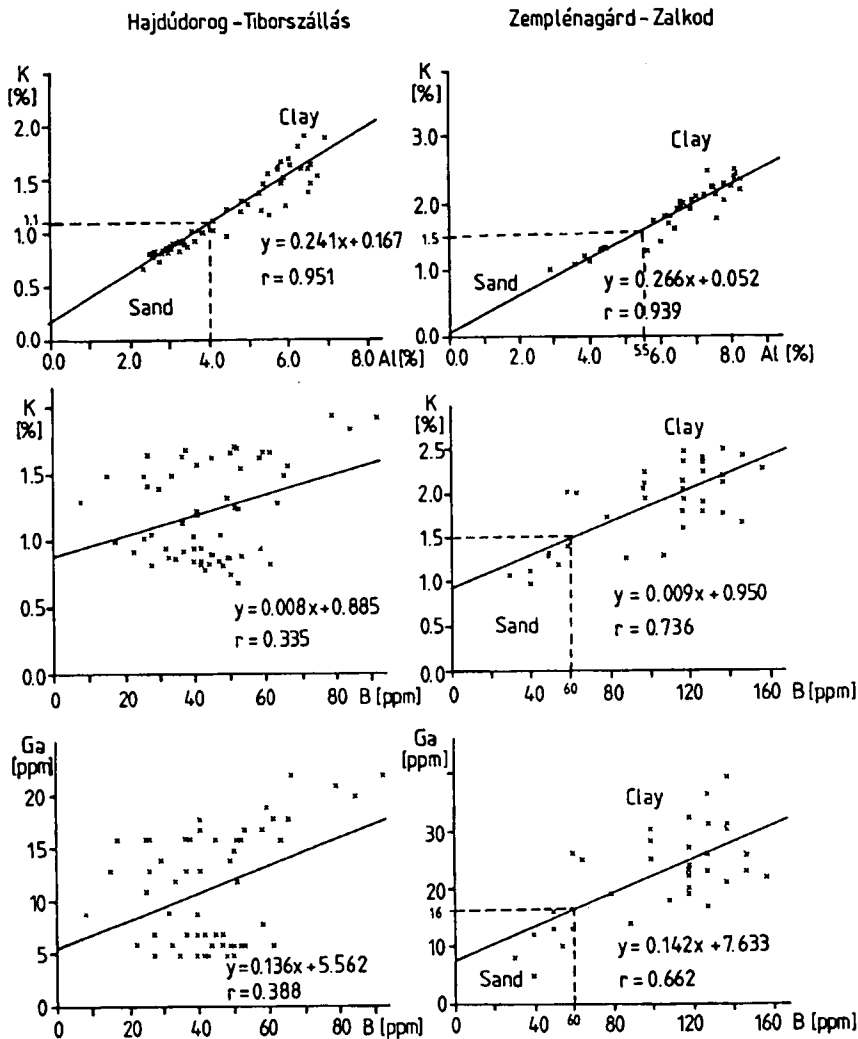 Hajdúdorog – Tiborszállás
Zemplénagárd – Zalkod
K
[%]
2.0
1.5
1.1
1.0
0.5
0.0
Clay
Sand
y = 0.241x + 0.167
r = 0.951
0.0 2.0 4.0 6.0 8.0 Al [%]
K
[%]
3.0
2.0
1.5
1.0
0.0
Clay
Sand
y = 0.266x + 0.052
r = 0.939
0.0 2.0 4.0 5.5 6.0 8.0 Al [%]
K
[%]
2.0
1.5
1.0
0.5
0.0
y = 0.008x + 0.885
r = 0.335
0 20 40 60 80 B [ppm]
K
[%]
2.5
2.0
1.5
1.0
0.5
0.0
Clay
Sand
y = 0.009x + 0.950
r = 0.736
0 20 40 60 80 100 120 140 160 B [ppm]
Ga
[ppm]
20
15
10
5
0
y = 0.136x + 5.562
r = 0.388
0 20 40 60 80 B [ppm]
Ga
[ppm]
30
20
16
10
0
Clay
Sand
y = 0.142x + 7.633
r = 0.662
0 20 40 60 80 100 120 140 160 B [ppm]